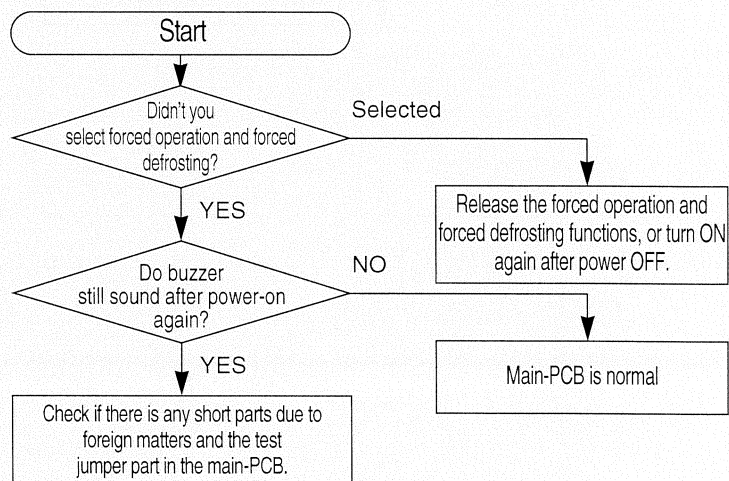 Start
Didn't you
select forced operation and forced
defrosting?
Selected
YES
Release the forced operation and
forced defrosting functions, or turn ON
again after power OFF.
Do buzzer
still sound after power-on
again?
NO
YES
Main-PCB is normal
Check if there is any short parts due to
foreign matters and the test
jumper part in the main-PCB.